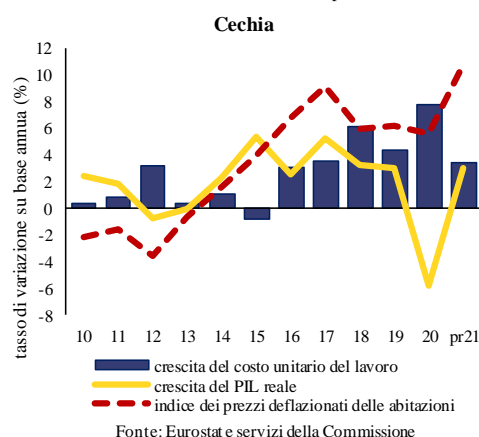 Cechia
tasso di variazione su base annua (%)
12
10
8
6
4
2
0
-2
-4
-6
-8
10 11 12 13 14 15 16 17 18 19 20 pr21
crescita del costo unitario del lavoro
crescita del PIL reale
indice dei prezzi deflazionati delle abitazioni
Fonte: Eurostat e servizi della Commissione